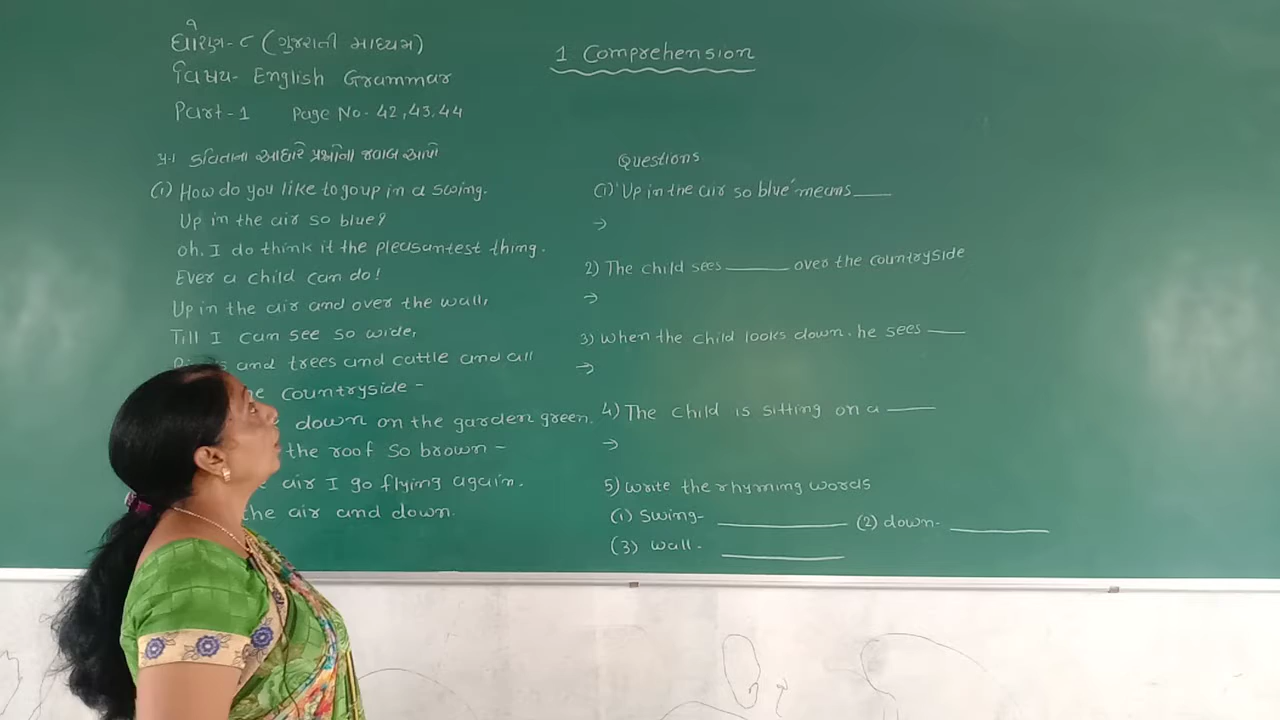 ધોરણ-૮ (ગુજરાતી માધ્યમ)
વિષય- English Grammar
Part-1 Page No- 42,43,44
પ્ર-૧ કવિતાના આધારે પ્રશ્નોના જવાબ આપો
(1) How do you like to go up in a swing.
Up in the air so blue?
oh. I do think it the pleasantest thing.
Ever a child can do!
Up in the air and over the wall,
Till I can see so wide,
and trees and cattle and all
countryside -
down on the garden green.
the roof so brown -
air I go flying again.
the air and down.
1 Comprehension
Questions
(1) 'Up in the air so blue' means ____
→
2) The child sees ____ over the countryside
→
3) When the child looks down. he sees ____
→
4) The child is sitting on a ____
→
5) Write the rhyming words
(1) swing- ____ (2) down- ____
(3) wall- ____